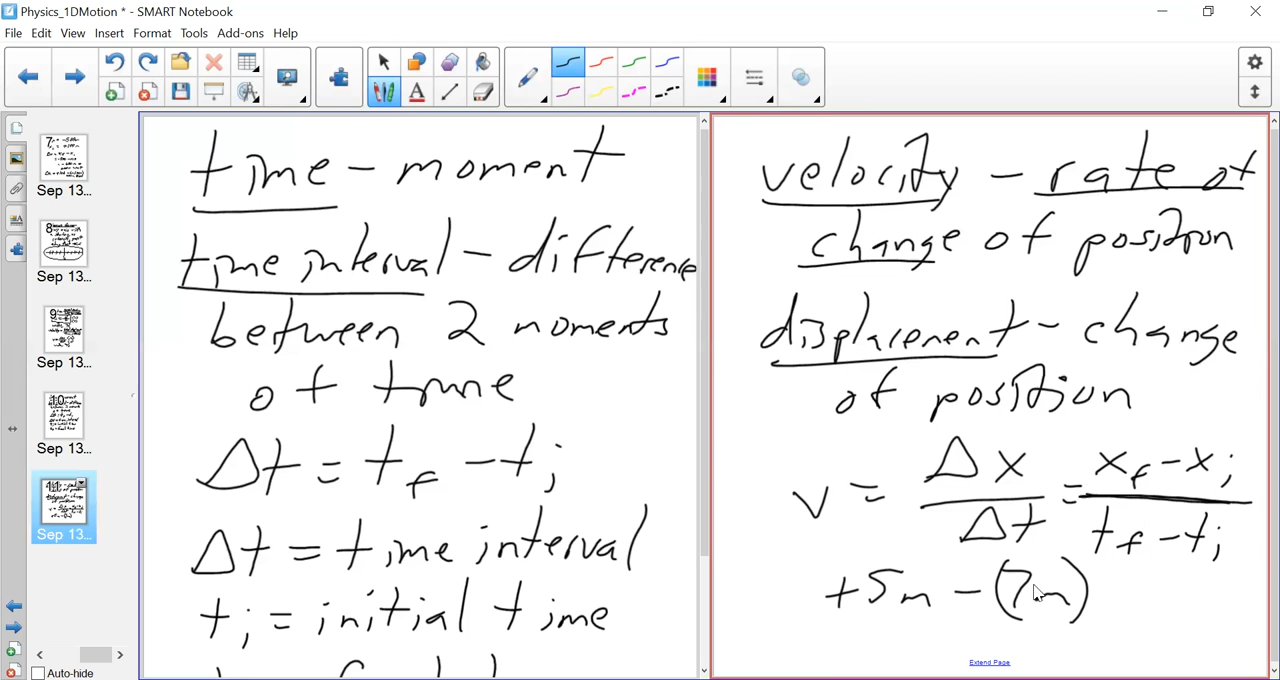 Physics_1DMotion * - SMART Notebook
File Edit View Insert Format Tools Add-ons Help
Sep 13...
Sep 13...
Sep 13...
Sep 13...
Sep 13...
Auto-hide
time - moment
time interval - difference
between 2 moments
of time
Δt = tf - ti
Δt = time interval
ti = initial time
velocity - rate of
change of position
displacement - change
of position
v = Δx/Δt = (xf - xi)/(tf - ti)
+5m - (7m)
Extend Page